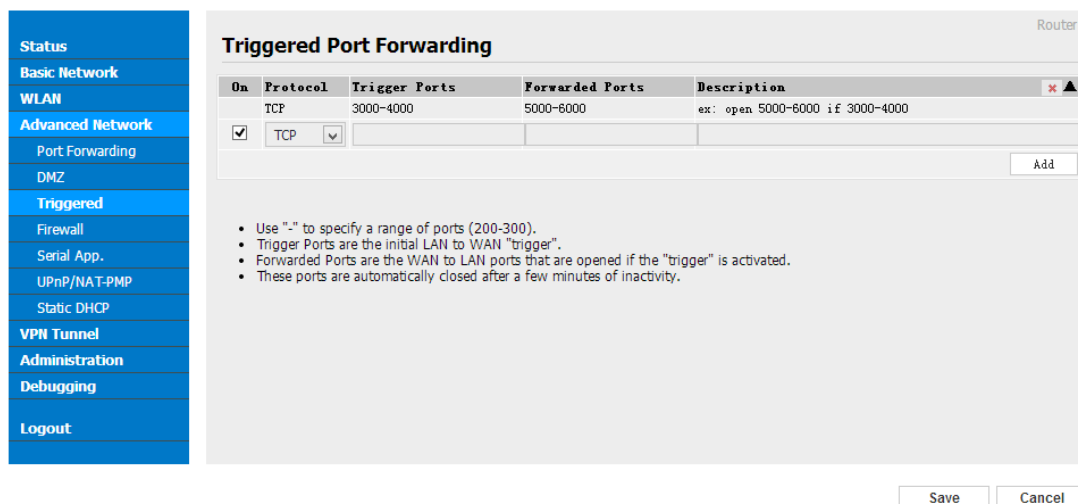 Router
Status
Basic Network
WLAN
Advanced Network
Port Forwarding
DMZ
Triggered
Firewall
Serial App.
UPnP/NAT-PMP
Static DHCP
VPN Tunnel
Administration
Debugging
Logout
Triggered Port Forwarding
On Protocol Trigger Ports Forwarded Ports Description
TCP 3000-4000 5000-6000 ex: open 5000-6000 if 3000-4000
TCP
Add
• Use "-" to specify a range of ports (200-300).
• Trigger Ports are the initial LAN to WAN "trigger".
• Forwarded Ports are the WAN to LAN ports that are opened if the "trigger" is activated.
• These ports are automatically closed after a few minutes of inactivity.
Save Cancel